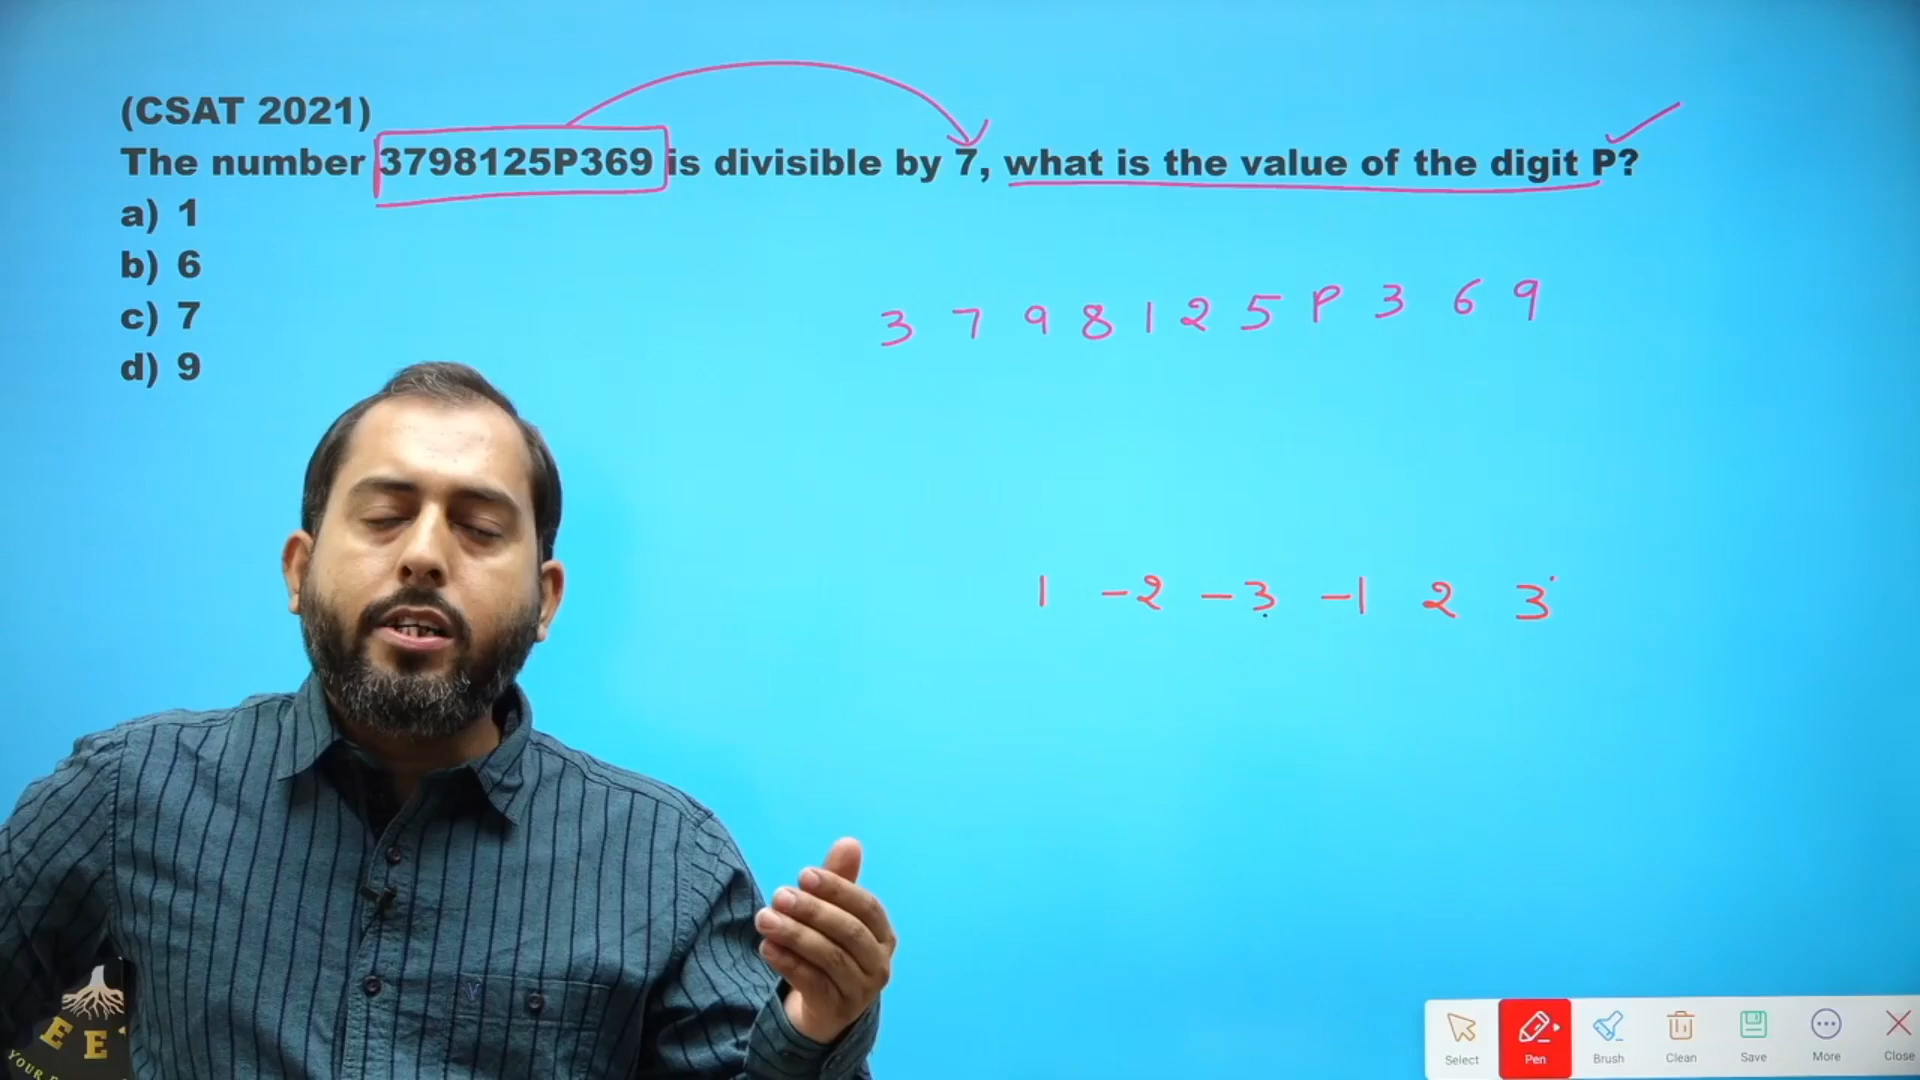 (CSAT 2021)
The number 3798125P369 is divisible by 7, what is the value of the digit P?
a) 1
b) 6
c) 7
d) 9
3 7 9 8 1 2 5 P 3 6 9
1 -2 -3 -1 2 3
E E
YOUR
Select Pen Brush Clean Save More Close